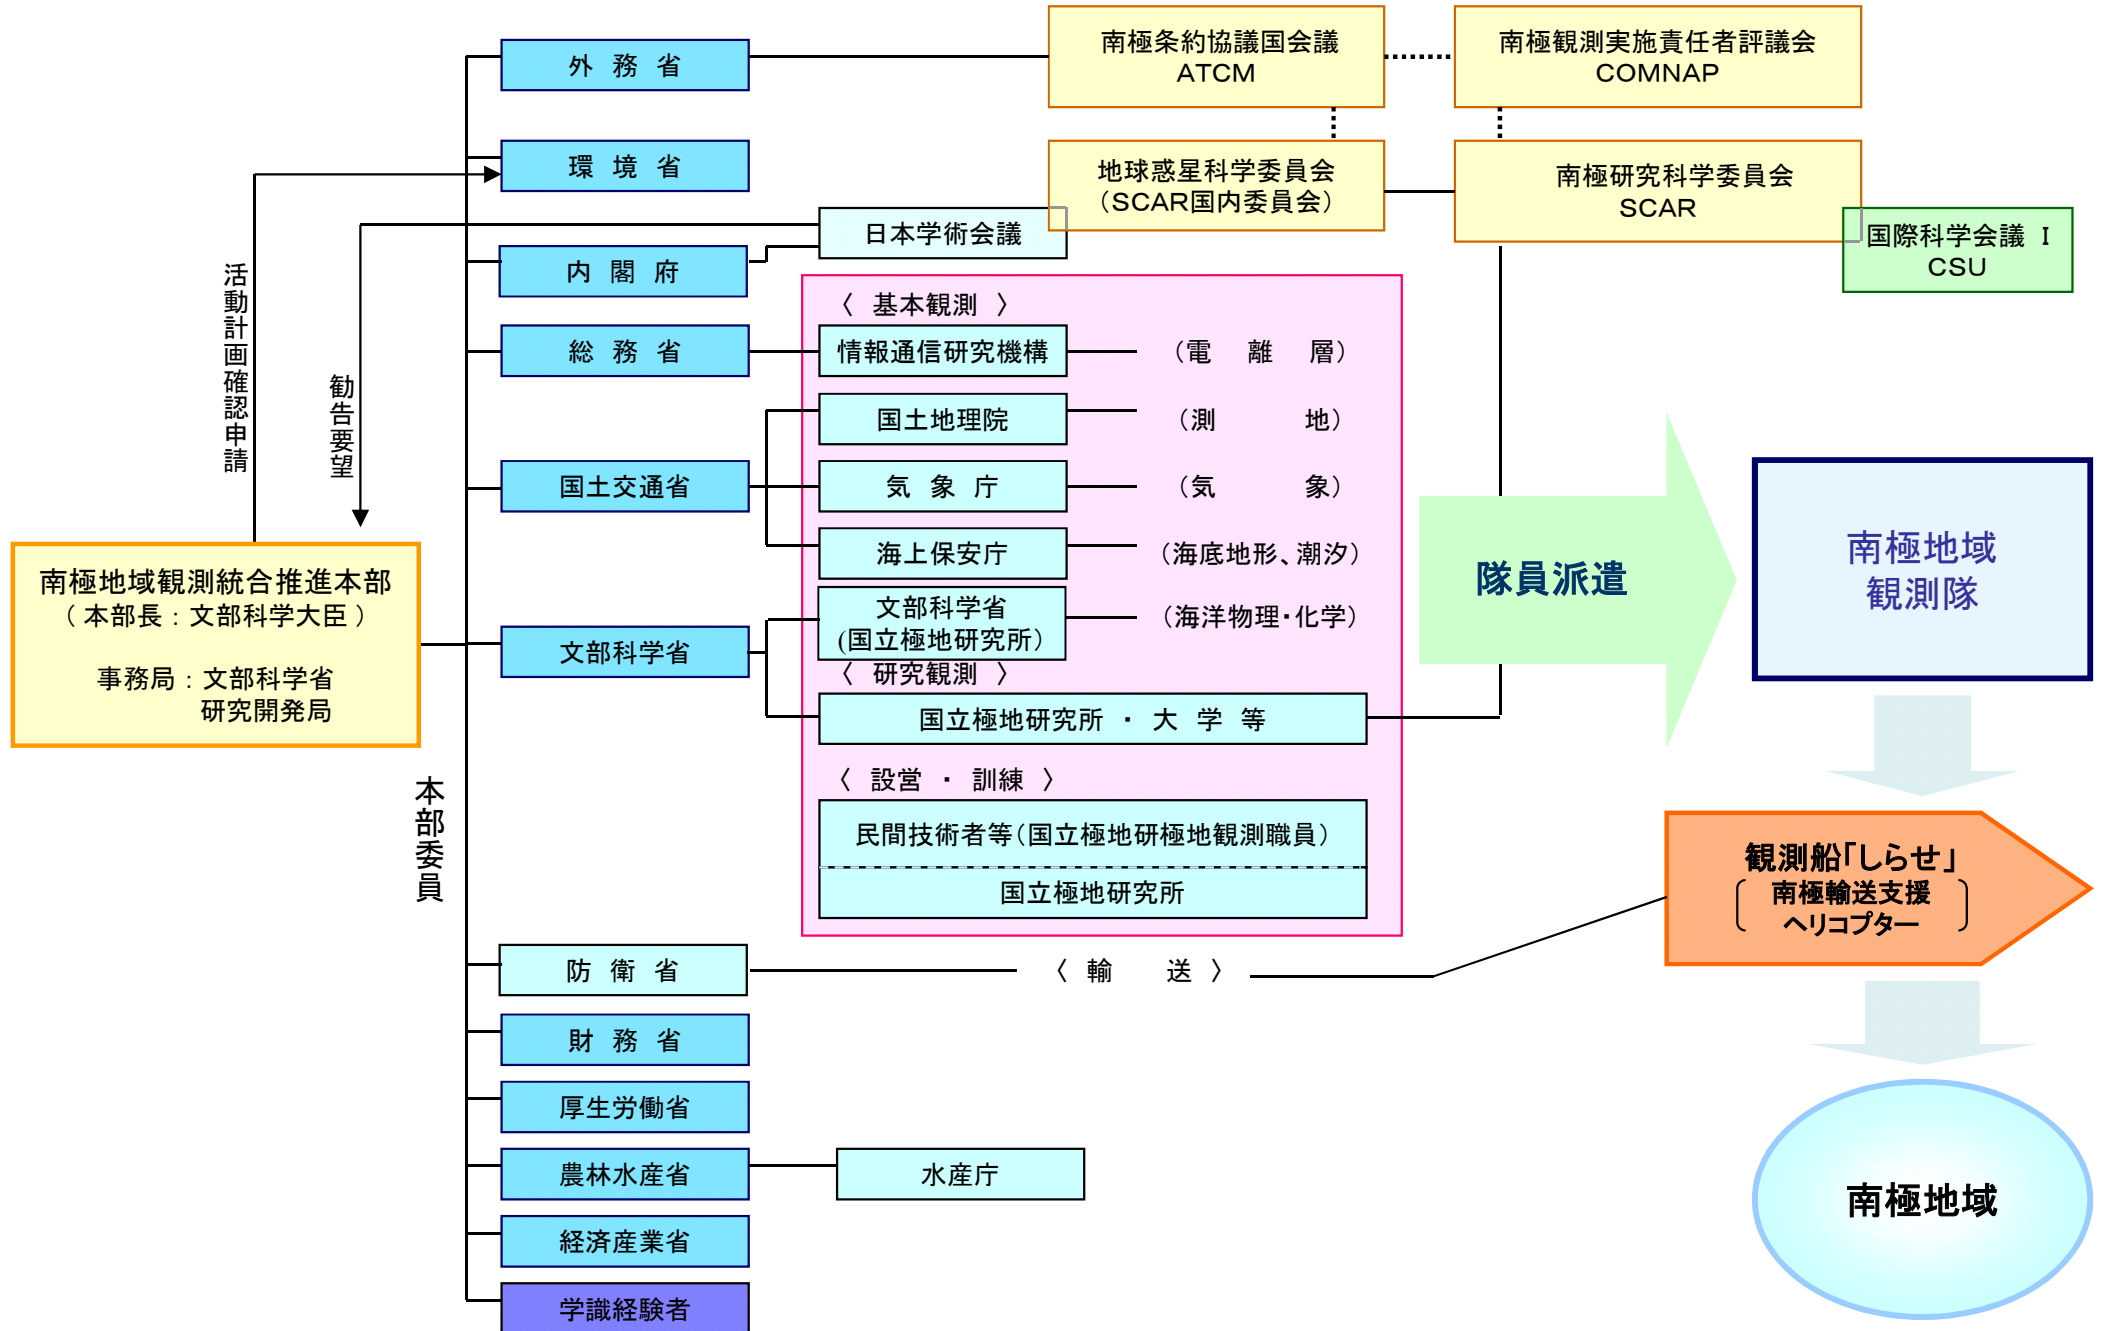 外 務 省
環 境 省
内 閣 府
総 務 省
国土交通省
文部科学省
防 衛 省
財 務 省
厚生労働省
農林水産省
経済産業省
学識経験者
南極条約協議国会議
ATCM
南極観測実施責任者評議会
COMNAP
地球惑星科学委員会
（SCAR国内委員会）
南極研究科学委員会
SCAR
国際科学会議 I
CSU
日本学術会議
活動計画確認申請
勧告要望
南極地域観測統合推進本部
（ 本部長：文部科学大臣 ）
事務局：文部科学省
研究開発局
本部委員
〈 基本観測 〉
情報通信研究機構
（電 離 層）
国土地理院
（測 地）
気 象 庁
（気 象）
海上保安庁
（海底地形、潮汐）
文部科学省
(国立極地研究所）
（海洋物理・化学）
〈 研究観測 〉
国立極地研究所 ・ 大 学 等
〈 設営 ・ 訓練 〉
民間技術者等（国立極地研極地観測職員）
国立極地研究所
〈 輸 送 〉
水産庁
隊員派遣
南極地域
観測隊
観測船「しらせ」
南極輸送支援
ヘリコプター
南極地域